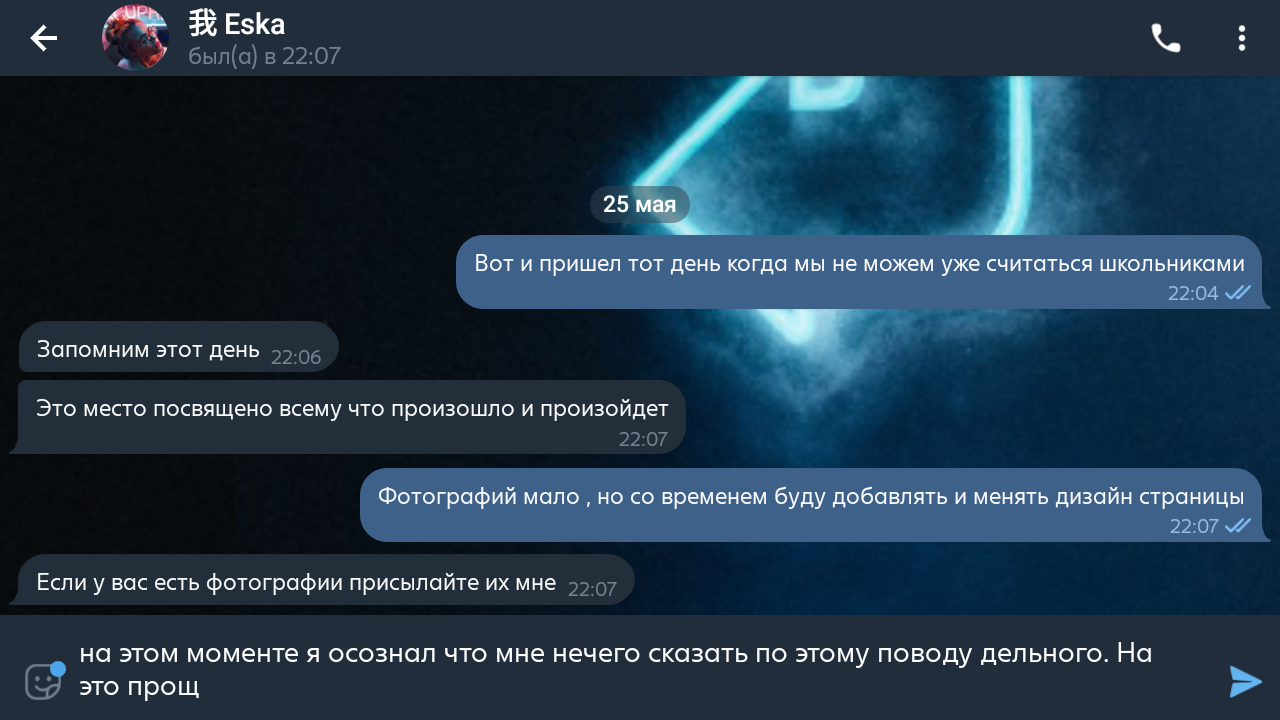 我 Eska
был(а) в 22:07
25 мая
Вот и пришел тот день когда мы не можем уже считаться школьниками
22:04
Запомним этот день 22:06
Это место посвящено всему что произошло и произойдет
22:07
Фотографий мало , но со временем буду добавлять и менять дизайн страницы
22:07
Если у вас есть фотографии присылайте их мне 22:07
на этом моменте я осознал что мне нечего сказать по этому поводу дельного. На
это прощ